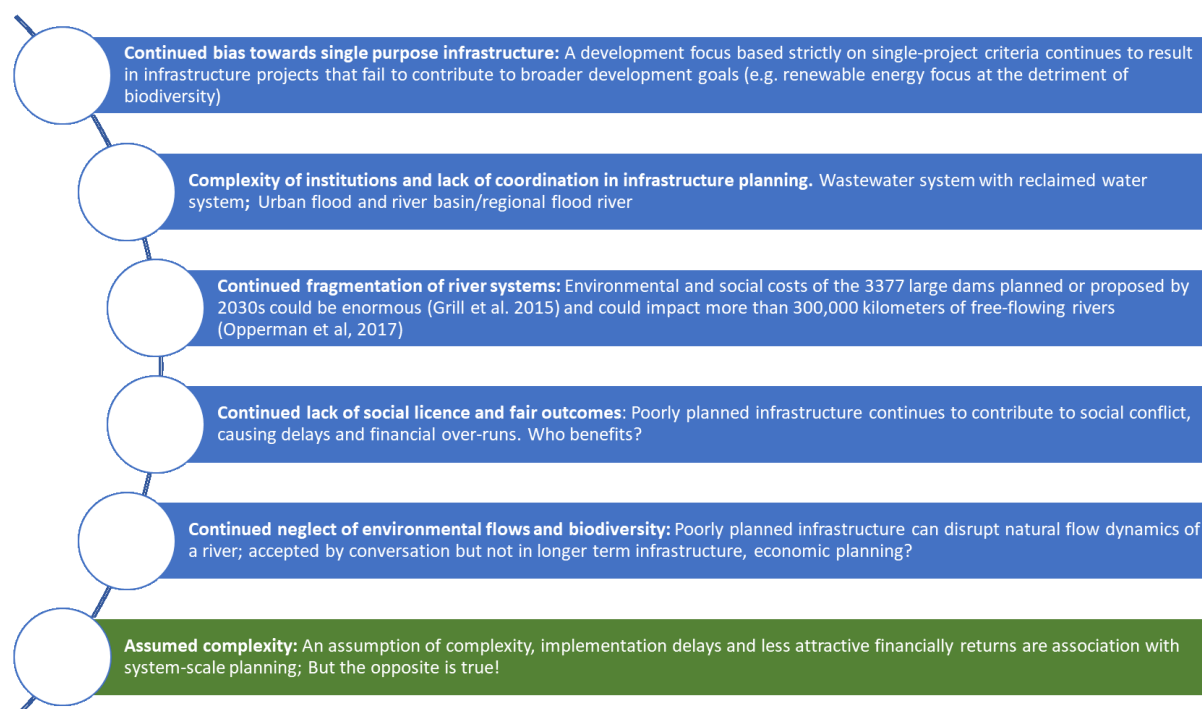 Continued bias towards single purpose infrastructure: A development focus based strictly on single-project criteria continues to result
in infrastructure projects that fail to contribute to broader development goals (e.g. renewable energy focus at the detriment of
biodiversity)
Complexity of institutions and lack of coordination in infrastructure planning. Wastewater system with reclaimed water
system; Urban flood and river basin/regional flood river
Continued fragmentation of river systems: Environmental and social costs of the 3377 large dams planned or proposed by
2030s could be enormous (Grill et al. 2015) and could impact more than 300,000 kilometers of free-flowing rivers
(Opperman et al, 2017)
Continued lack of social licence and fair outcomes: Poorly planned infrastructure continues to contribute to social conflict,
causing delays and financial over-runs. Who benefits?
Continued neglect of environmental flows and biodiversity: Poorly planned infrastructure can disrupt natural flow dynamics of
a river; accepted by conversation but not in longer term infrastructure, economic planning?
Assumed complexity: An assumption of complexity, implementation delays and less attractive financially returns are association with
system-scale planning; But the opposite is true!